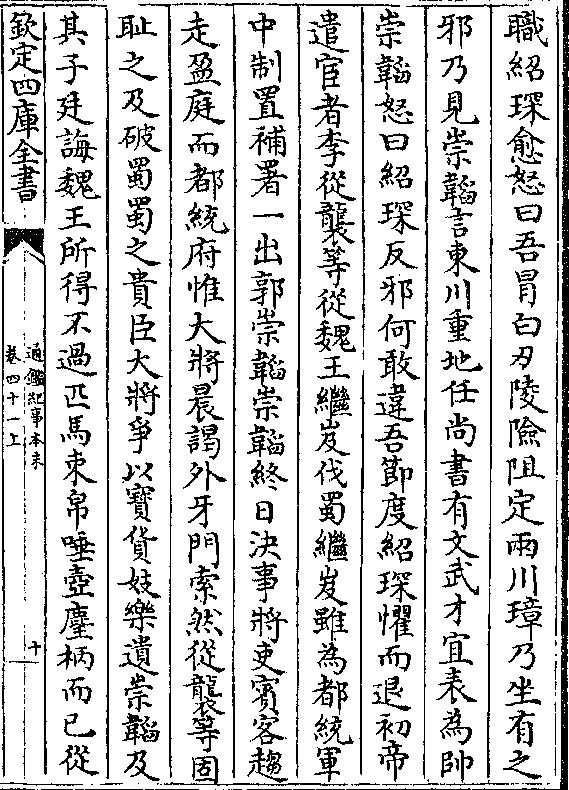 職紹琛愈怒曰吾冒白刃陵險阻定兩川璋乃坐有之
邪乃見崇韜言東川重地任尚書有文武才宜表為帥
崇韜怒曰紹琛反邪何敢違吾節度紹琛懼而退初帝
遣宦者李從襲等從魏王繼岌伐蜀繼岌雖為都統軍
中制置補署一出郭崇韜崇韜終日決事將吏賓客趨
走盈庭而都統府惟大將晨謁外牙門索然從襲等固
恥之及破蜀蜀之貴臣大將爭以寶貨妓樂遺崇韜及
其子廷誨魏王所得不過匹馬束帛唾壺麈柄而已從
欽定四庫全書
通鑑紀事本末
卷四十一上
十